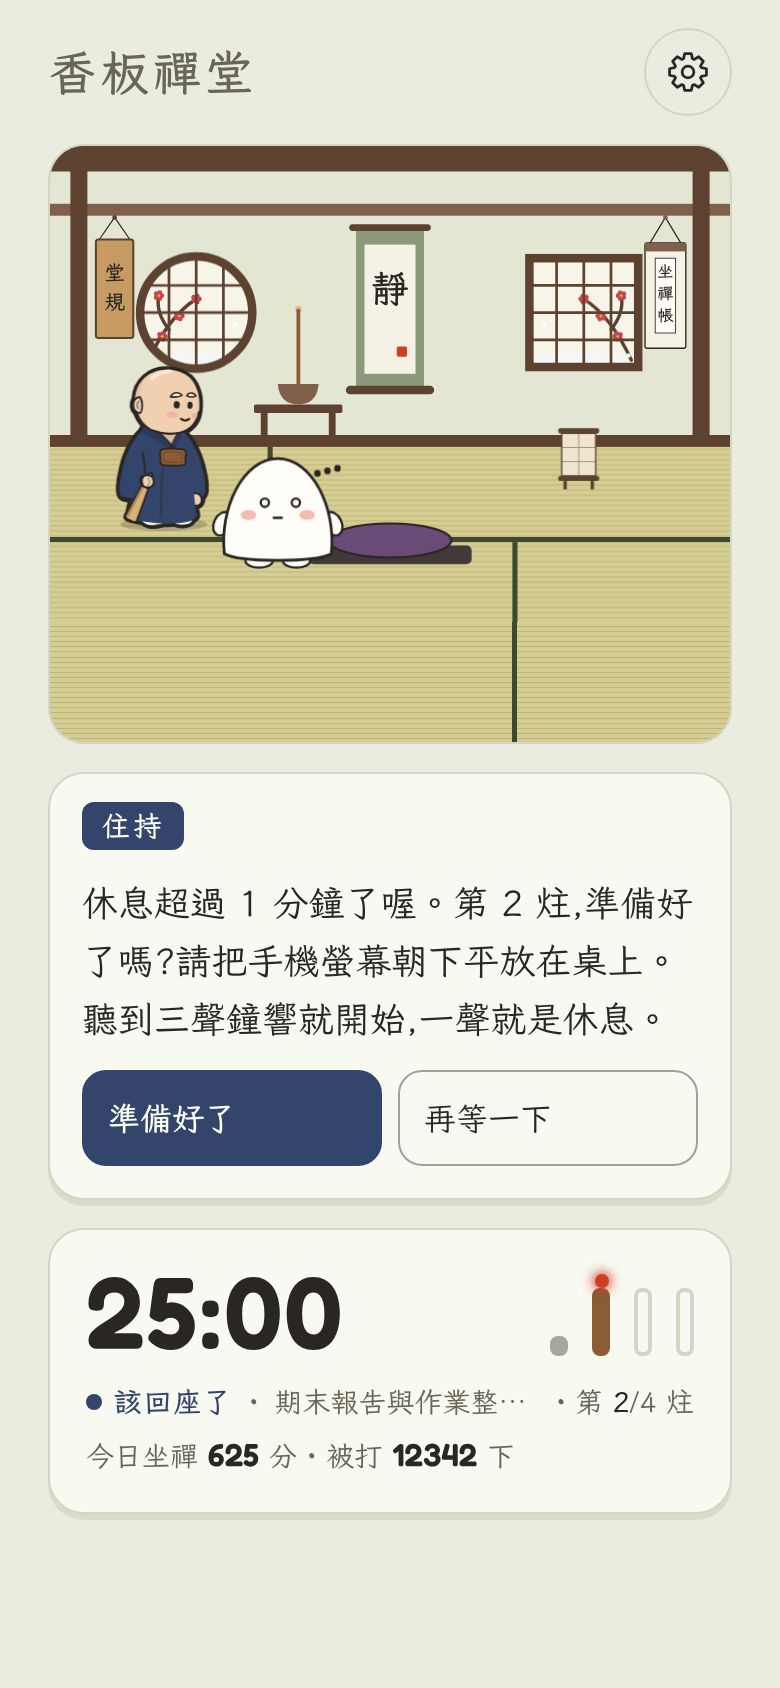 香板禪堂
堂規
靜
坐禪帳
住持
休息超過 1 分鐘了喔。第 2 炷,準備好
了嗎?請把手機螢幕朝下平放在桌上。
聽到三聲鐘響就開始,一聲就是休息。
準備好了
再等一下
25:00
該回座了 · 期末報告與作業整⋯ · 第 2/4 炷
今日坐禪 625 分 · 被打 12342 下